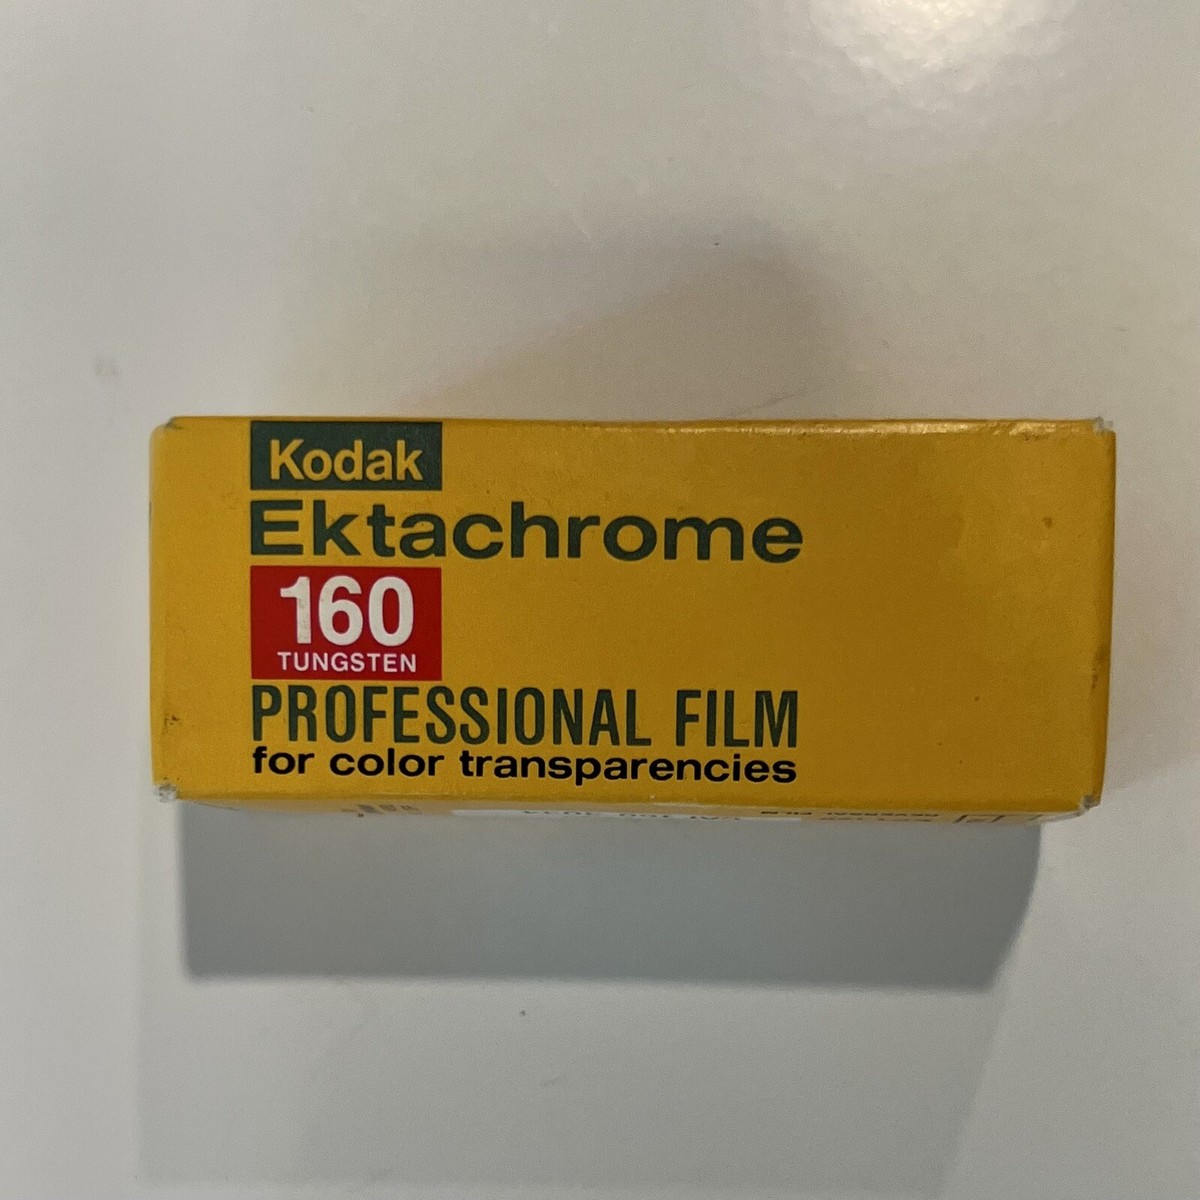 Kodak
Ektachrome
160
TUNGSTEN
PROFESSIONAL FILM
for color transparencies